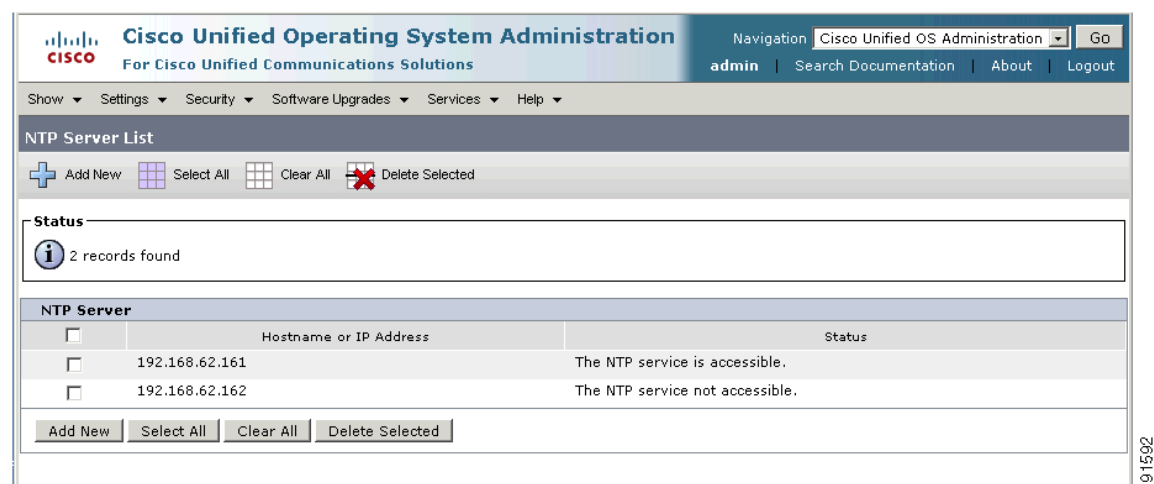 Cisco Unified Operating System Administration
For Cisco Unified Communications Solutions
CISCO
Navigation Cisco Unified OS Administration Go
admin | Search Documentation | About | Logout
Show Settings Security Software Upgrades Services Help
NTP Server List
Add New Select All Clear All Delete Selected
Status
2 records found
NTP Server
Hostname or IP Address Status
192.168.62.161 The NTP service is accessible.
192.168.62.162 The NTP service not accessible.
Add New Select All Clear All Delete Selected
91592